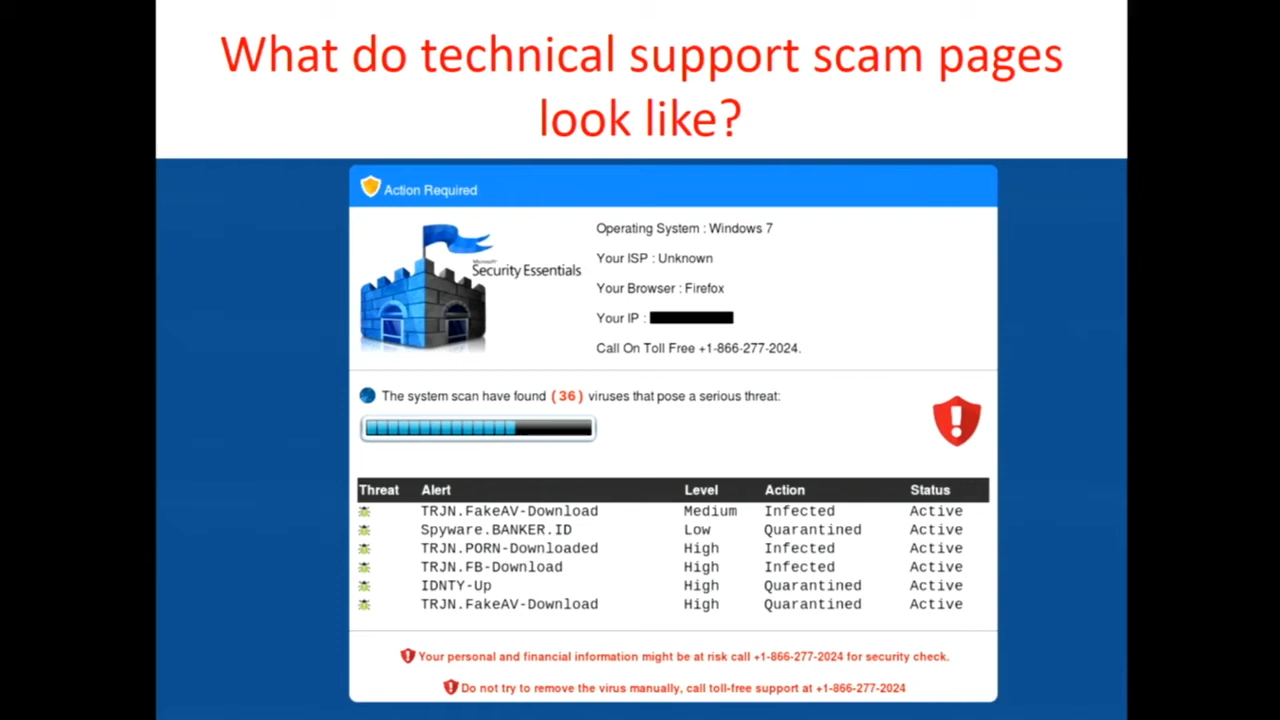 What do technical support scam pages
look like?
Action Required
Microsoft®
Security Essentials
Operating System : Windows 7
Your ISP : Unknown
Your Browser : Firefox
Your IP :
Call On Toll Free +1-866-277-2024.
The system scan have found (36) viruses that pose a serious threat:
Threat Alert Level Action Status
TRJN.FakeAV-Download Medium Infected Active
Spyware.BANKER.ID Low Quarantined Active
TRJN.PORN-Downloaded High Infected Active
TRJN.FB-Download High Infected Active
IDNTY-Up High Quarantined Active
TRJN.FakeAV-Download High Quarantined Active
Your personal and financial information might be at risk call +1-866-277-2024 for security check.
Do not try to remove the virus manually, call toll-free support at +1-866-277-2024